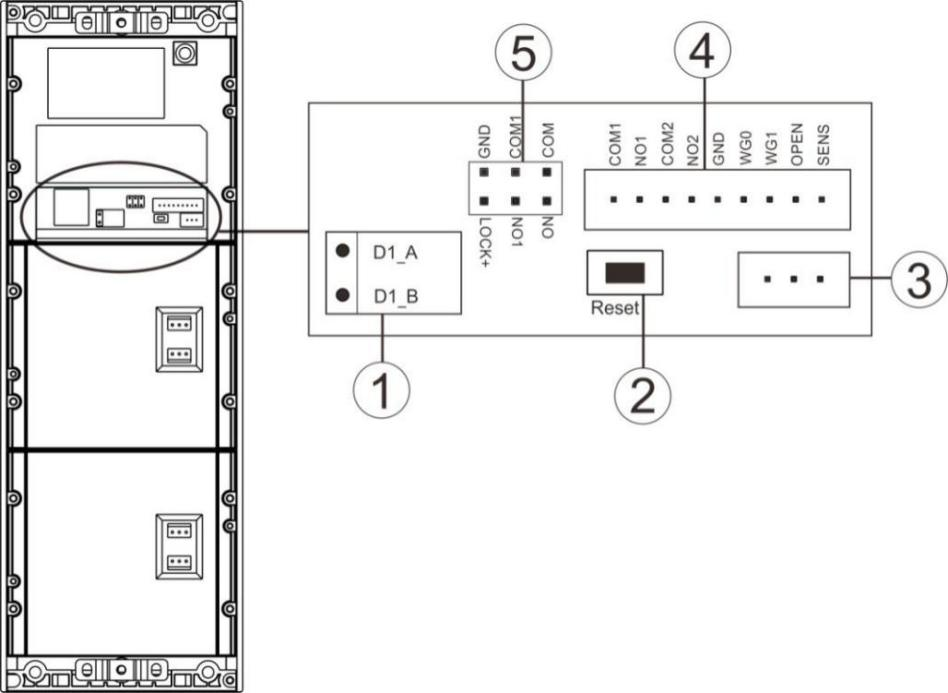 5
4
GND
COM1
COM
COM1
NO1
COM2
NO2
GND
WG0
WG1
OPEN
SENS
LOCK+
NO1
NO
D1_A
D1_B
Reset
3
1
2